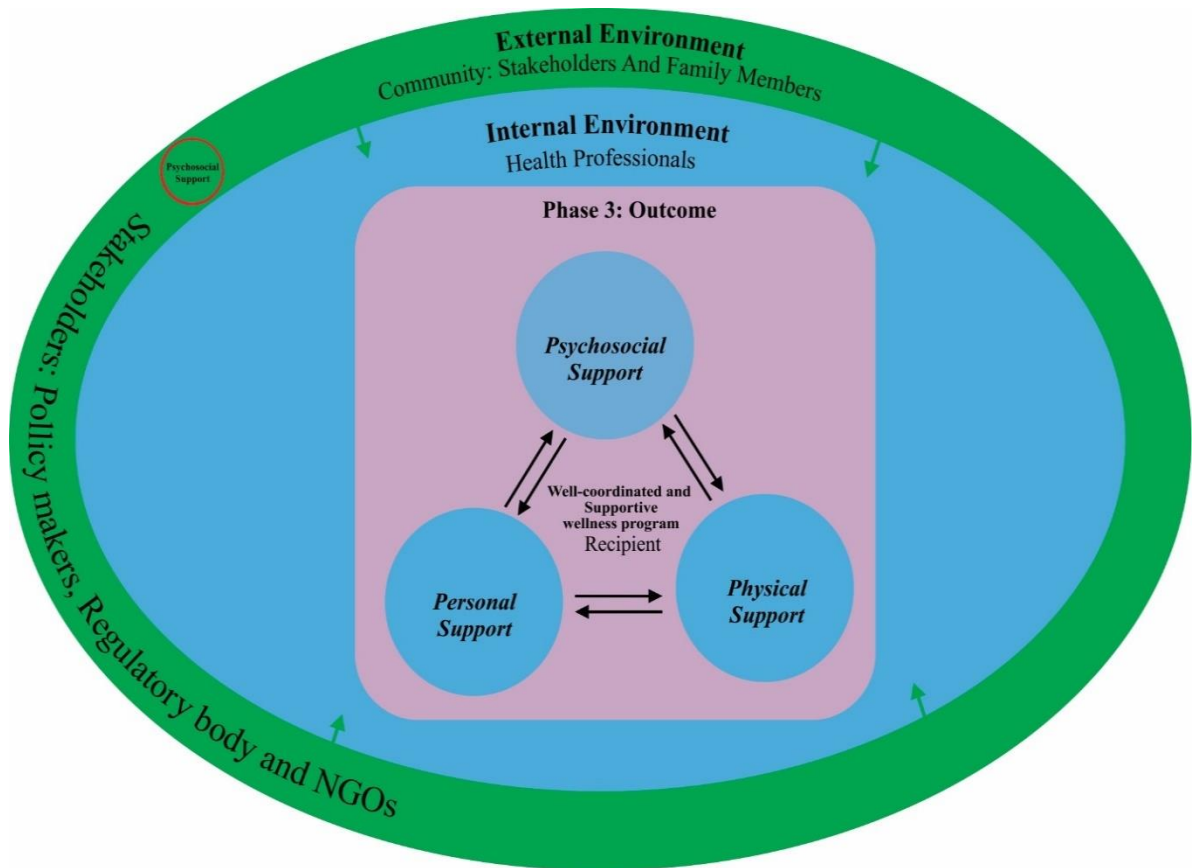 External Environment
Community: Stakeholders And Family Members
Internal Environment
Health Professionals
Psychosocial
Support
Stakeholders: Pollicy makers, Regulatory body and NGOs
Phase 3: Outcome
Psychosocial
Support
Well-coordinated and
Supportive
wellness program
Recipient
Personal
Support
Physical
Support